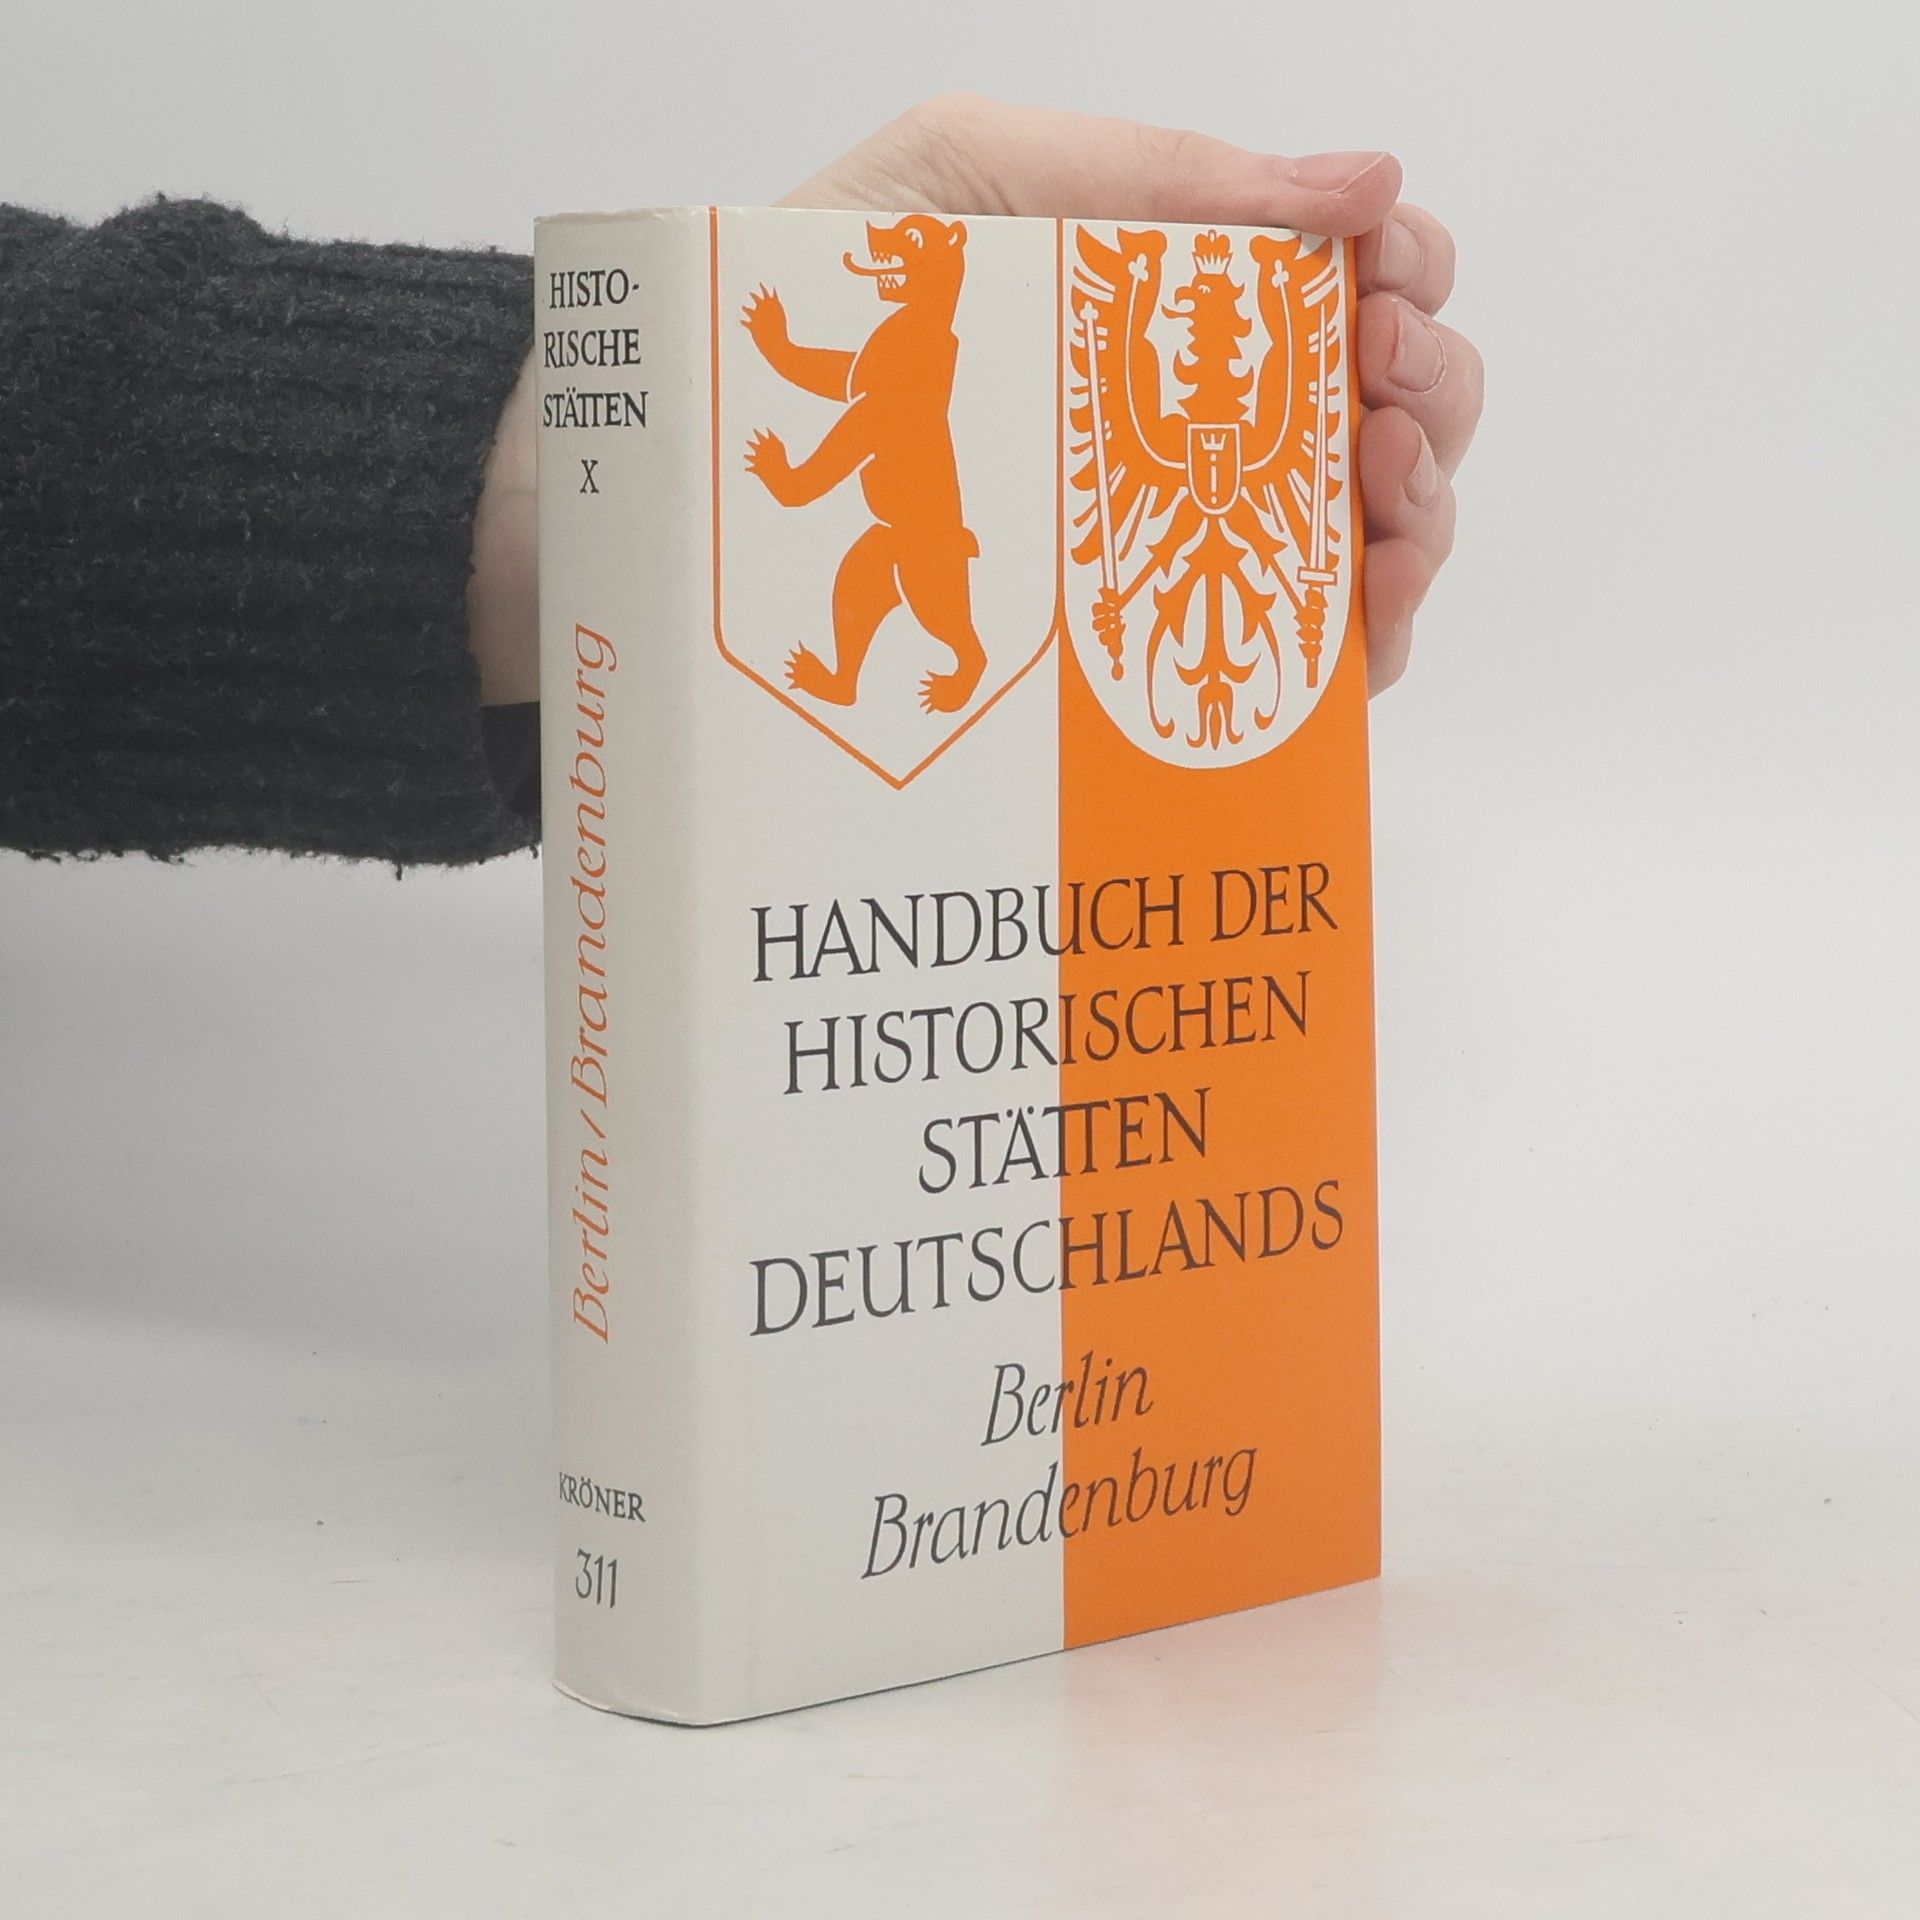 HISTO-
RISCHE
STÄTTEN
X
Berlin/Brandenburg
KRÖNER
311
HANDBUCH DER
HISTORISCHEN
STÄTTEN
DEUTSCHLANDS
Berlin
Brandenburg